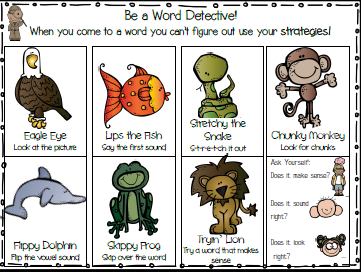 Be a Word Detective!
When you come to a word you can't figure out use your strategies!
Eagle Eye
Look at the picture
Lips the Fish
Say the first sound
Stretchy the
Snake
S-t-r-e-t-c-h it out
Chunky Monkey
Look for chunks
Flippy Dolphin
Flip the vowel sound
Skippy Frog
Skip over the word
Tryin' Lion
Try a word that makes
sense
Ask Yourself:
Does it make sense?
Does it sound
right?
Does it look
right?